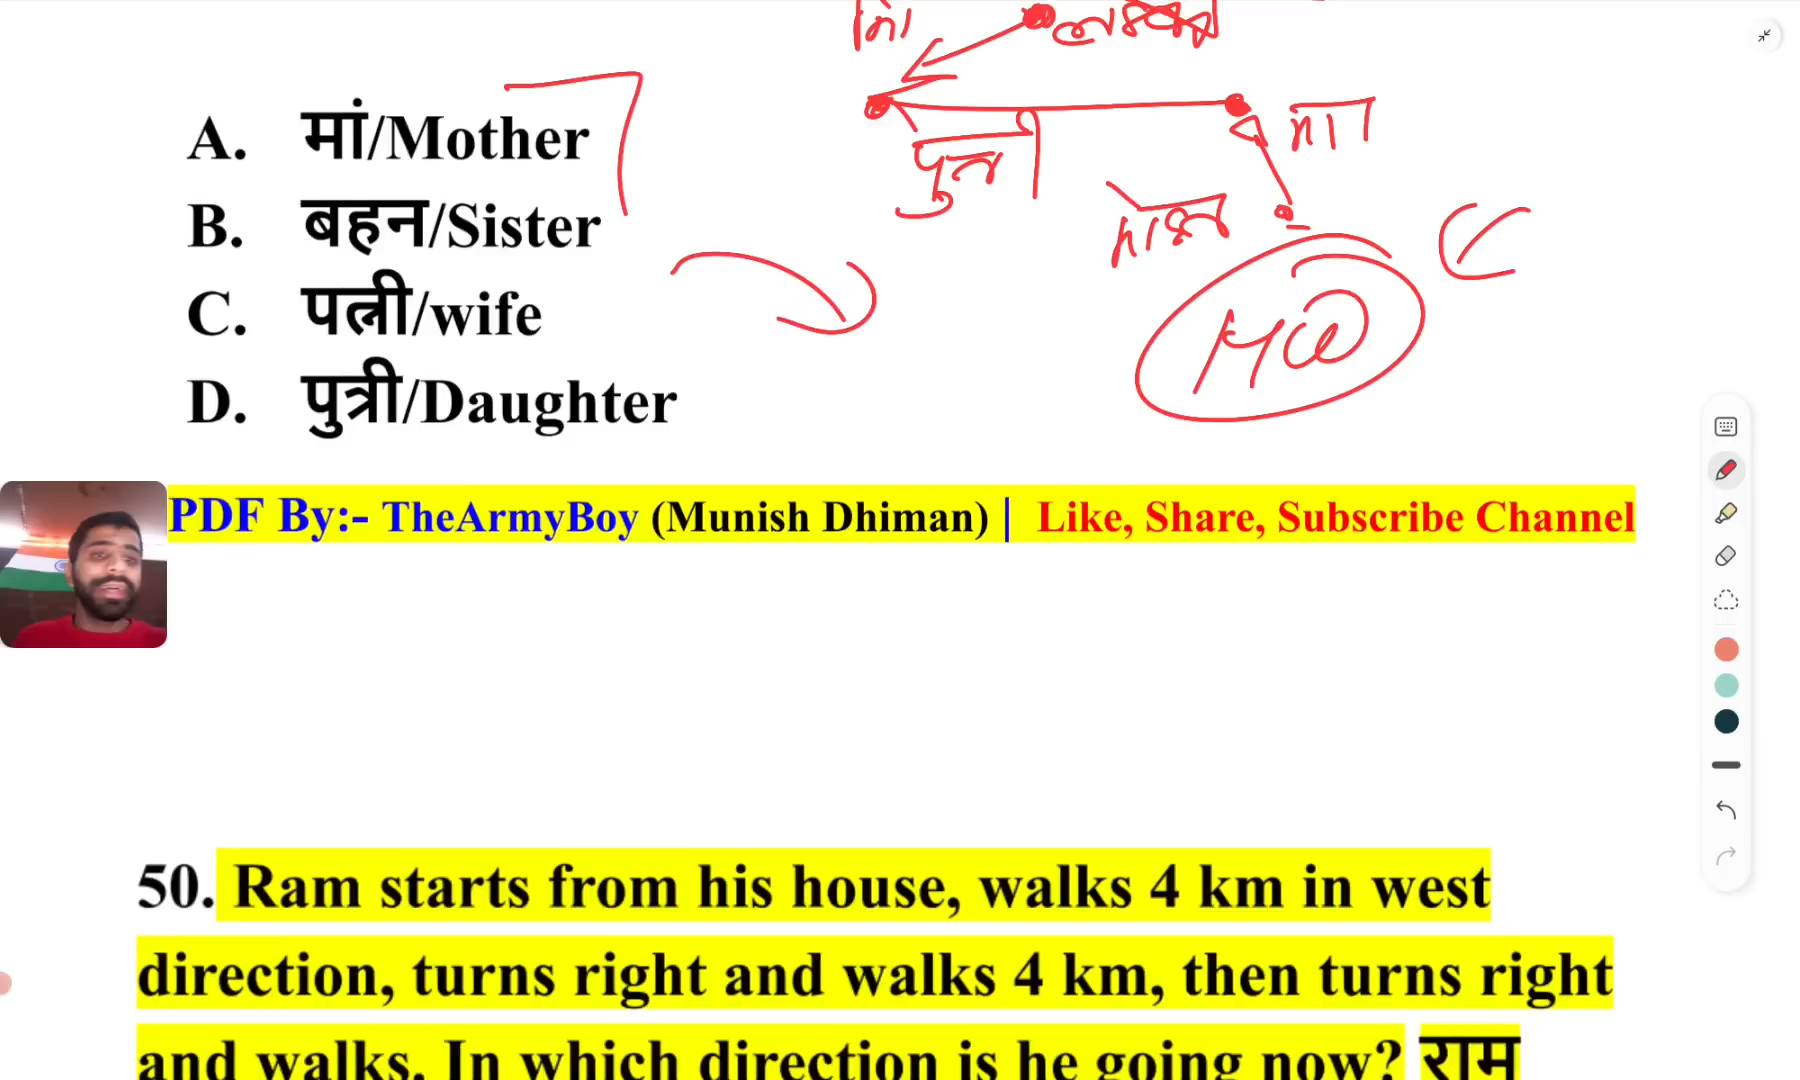 A. मां/Mother
B. बहन/Sister
C. पत्नी/wife
D. पुत्री/Daughter
PDF By:- TheArmyBoy (Munish Dhiman) | Like, Share, Subscribe Channel
50. Ram starts from his house, walks 4 km in west
direction, turns right and walks 4 km, then turns right
and walks. In which direction is he going now? राम